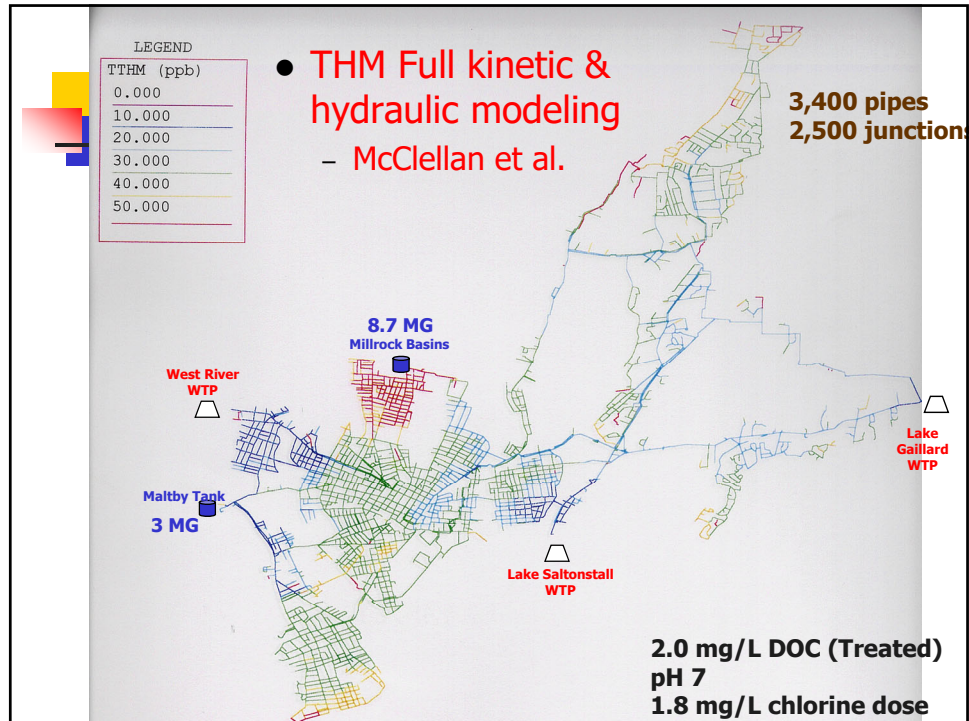 LEGEND
TTHM (ppb)
0.000
10.000
20.000
30.000
40.000
50.000
● THM Full kinetic &
hydraulic modeling
– McClellan et al.
3,400 pipes
2,500 junctions
8.7 MG
Millrock Basins
West River
WTP
Maltby Tank
3 MG
Lake
Gaillard
WTP
Lake Saltonstall
WTP
2.0 mg/L DOC (Treated)
pH 7
1.8 mg/L chlorine dose